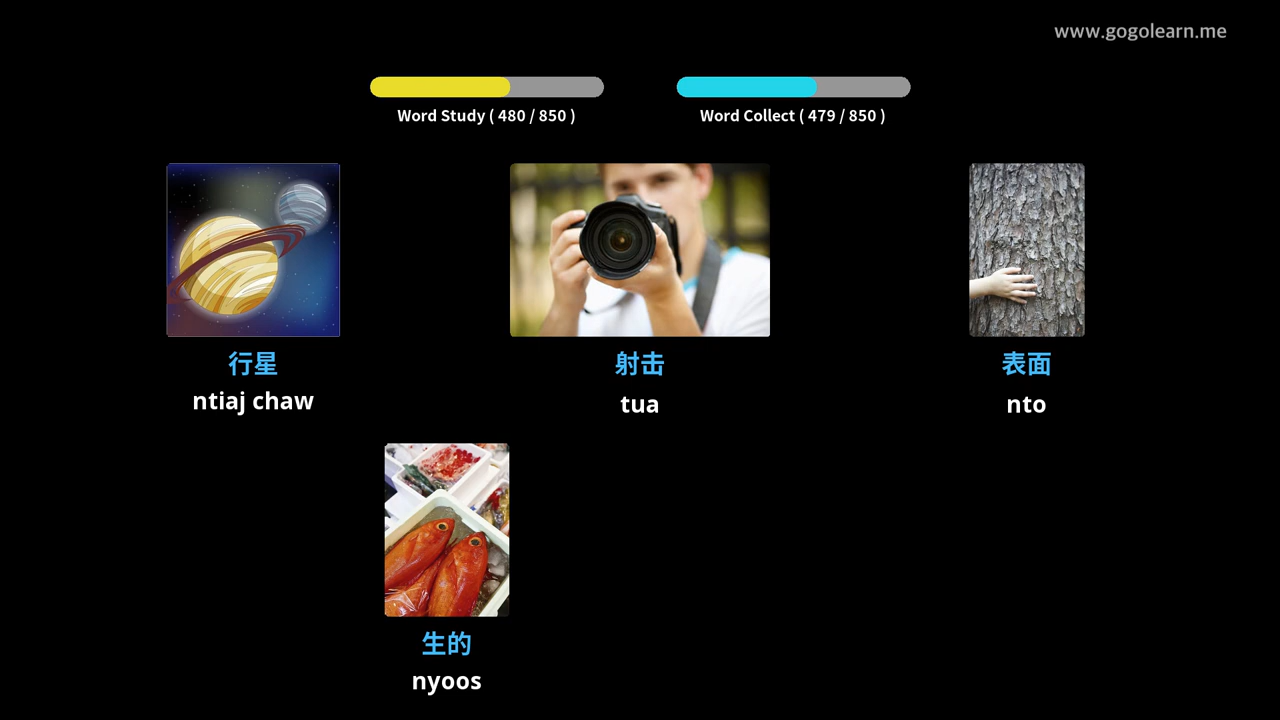 www.gogolearn.me
Word Study ( 480 / 850 )
Word Collect ( 479 / 850 )
行星
ntiaj chaw
射击
tua
表面
nto
生的
nyoos